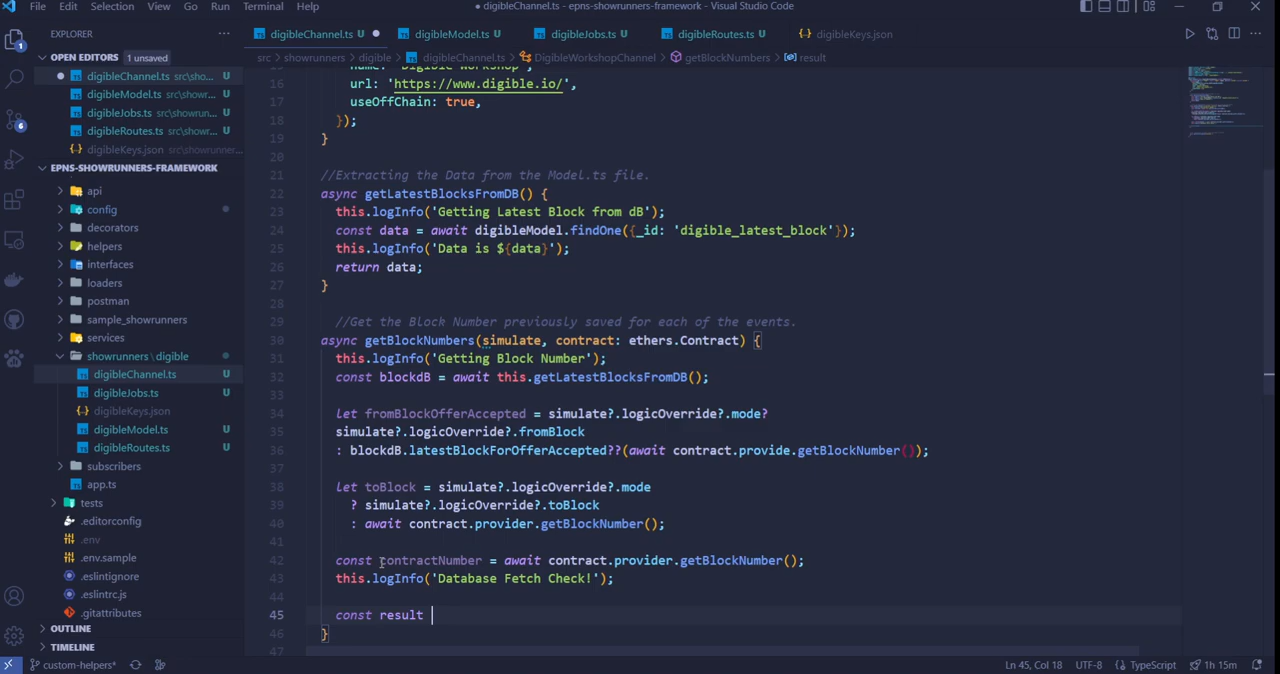 File Edit Selection View Go Run Terminal Help
● digibleChannel.ts - epns-showrunners-framework - Visual Studio Code
EXPLORER
OPEN EDITORS 1 unsaved
digibleChannel.ts src\sho... U
digibleModel.ts src\showr... U
digibleJobs.ts src\showrun... U
digibleRoutes.ts src\showr... U
digibleKeys.json src\showrunner...
EPNS-SHOWRUNNERS-FRAMEWORK
api
config
decorators
helpers
interfaces
loaders
postman
sample_showrunners
services
showrunners \ digible
digibleChannel.ts U
digibleJobs.ts U
digibleKeys.json
digibleModel.ts U
digibleRoutes.ts U
subscribers
app.ts
tests
.editorconfig
.env
.env.sample
.eslintignore
.eslintrc.js
.gitattributes
OUTLINE
TIMELINE
digibleChannel.ts U ●
digibleModel.ts U
digibleJobs.ts U
digibleRoutes.ts U
digibleKeys.json
src > showrunners > digible > digibleChannel.ts > DigibleWorkshopChannel > getBlockNumbers > result
16 url: 'https://www.digible.io/',
17 useOffChain: true,
18 });
19 }
20
21 //Extracting the Data from the Model.ts file.
22 async getLatestBlocksFromDB() {
23 this.logInfo('Getting Latest Block from dB');
24 const data = await digibleModel.findOne({_id: 'digible_latest_block'});
25 this.logInfo('Data is ${data}');
26 return data;
27 }
28
29 //Get the Block Number previously saved for each of the events.
30 async getBlockNumbers(simulate, contract: ethers.Contract) {
31 this.logInfo('Getting Block Number');
32 const blockdB = await this.getLatestBlocksFromDB();
33
34 let fromBlockOfferAccepted = simulate?.logicOverride?.mode?
35 simulate?.logicOverride?.fromBlock
36 : blockdB.latestBlockForOfferAccepted??(await contract.provide.getBlockNumber());
37
38 let toBlock = simulate?.logicOverride?.mode
39 ? simulate?.logicOverride?.toBlock
40 : await contract.provider.getBlockNumber();
41
42 const contractNumber = await contract.provider.getBlockNumber();
43 this.logInfo('Database Fetch Check!');
44
45 const result
46 }
47
custom-helpers*
Ln 45, Col 18 UTF-8 TypeScript 1h 15m
1
6